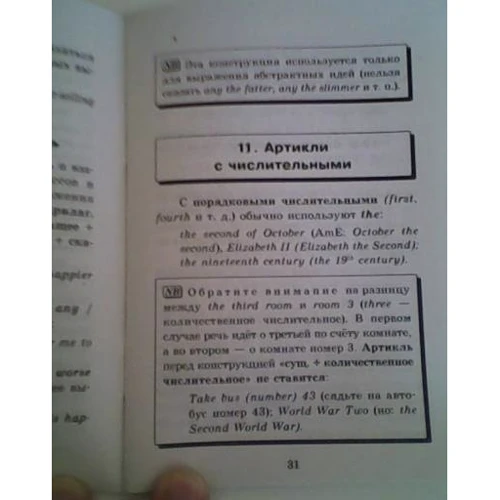 NB Эта конструкция используется только
для выражения абстрактных идей (нельзя
сказать any the fatter, any the slimmer и т. п.).
11. Артикли
с числительными
С порядковыми числительными (first,
fourth и т. д.) обычно используют the:
the second of October (AmE: October the
second), Elizabeth II (Elizabeth the Second);
the nineteenth century (the 19th century).
NB Обратите внимание на разницу
между the third room и room 3 (three —
количественное числительное). В первом
случае речь идёт о третьей по счёту комнате,
а во втором — о комнате номер 3. Артикль
перед конструкцией «сущ. + количественное
числительное» не ставится:
Take bus (number) 43 (сядьте на авто-
бус номер 43); World War Two (но: the
Second World War).
31
happier
any /
me to
worse